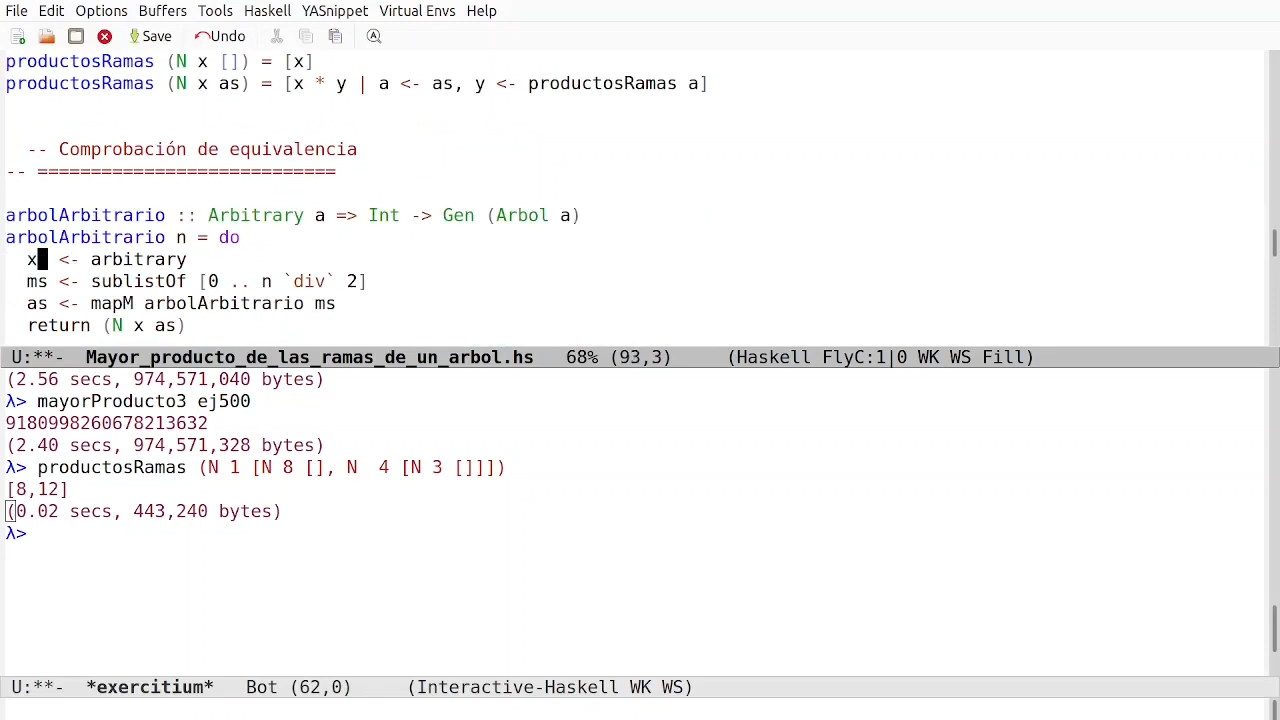 File Edit Options Buffers Tools Haskell YASnippet Virtual Envs Help
Save Undo
productosRamas (N x []) = [x]
productosRamas (N x as) = [x * y | a <- as, y <- productosRamas a]
-- Comprobación de equivalencia
-- ============================
arbolArbitrario :: Arbitrary a => Int -> Gen (Arbol a)
arbolArbitrario n = do
x <- arbitrary
ms <- sublistOf [0 .. n `div` 2]
as <- mapM arbolArbitrario ms
return (N x as)
U:**- Mayor_producto_de_las_ramas_de_un_arbol.hs 68% (93,3) (Haskell FlyC:1|0 WK WS Fill)
(2.56 secs, 974,571,040 bytes)
λ> mayorProducto3 ej500
9180998260678213632
(2.40 secs, 974,571,328 bytes)
λ> productosRamas (N 1 [N 8 [], N  4 [N 3 []]])
[8,12]
(0.02 secs, 443,240 bytes)
λ>
U:**- *exercitium* Bot (62,0) (Interactive-Haskell WK WS)